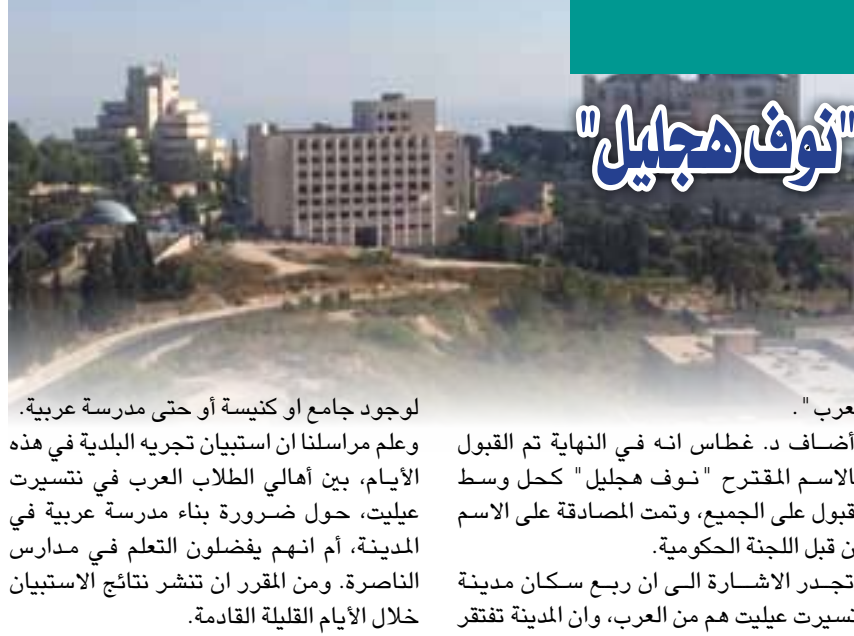 "نوف هجليل"
عرب".
أضاف د. غطاس انه في النهاية تم القبول
الاسم المقترح "نوف هجليل" كحل وسط
قبول على الجميع، وتمت المصادقة على الاسم
ن قبل اللجنة الحكومية.
تجدر الاشارة الى ان ربع سكان مدينة
تسيرت عيليت هم من العرب، وان المدينة تفتقر
لوجود جامع او كنيسة أو حتى مدرسة عربية.
وعلم مراسلنا ان استبيان تجريه البلدية في هذه
الأيام، بين أهالي الطلاب العرب في نتسيرت
عيليت، حول ضرورة بناء مدرسة عربية في
المدينة، أم انهم يفضلون التعلم في مدارس
الناصرة. ومن المقرر ان تنشر نتائج الاستبيان
خلال الأيام القليلة القادمة.